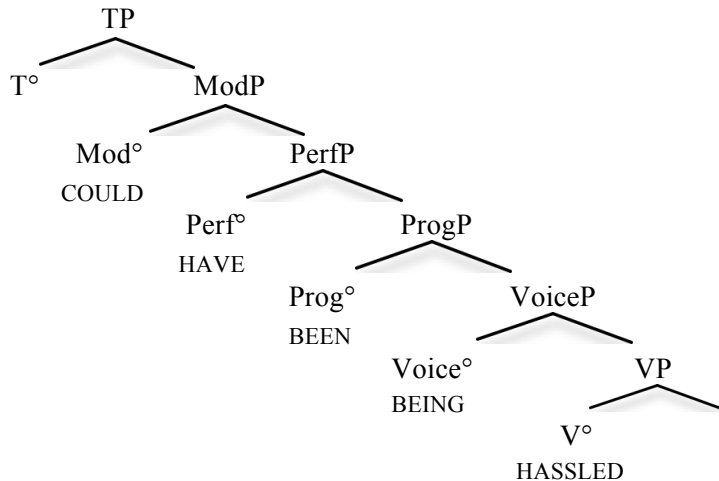 TP
T° ModP
Mod° PerfP
COULD
Perf° ProgP
HAVE
Prog° VoiceP
BEEN
Voice° VP
BEING
V°
HASSLED